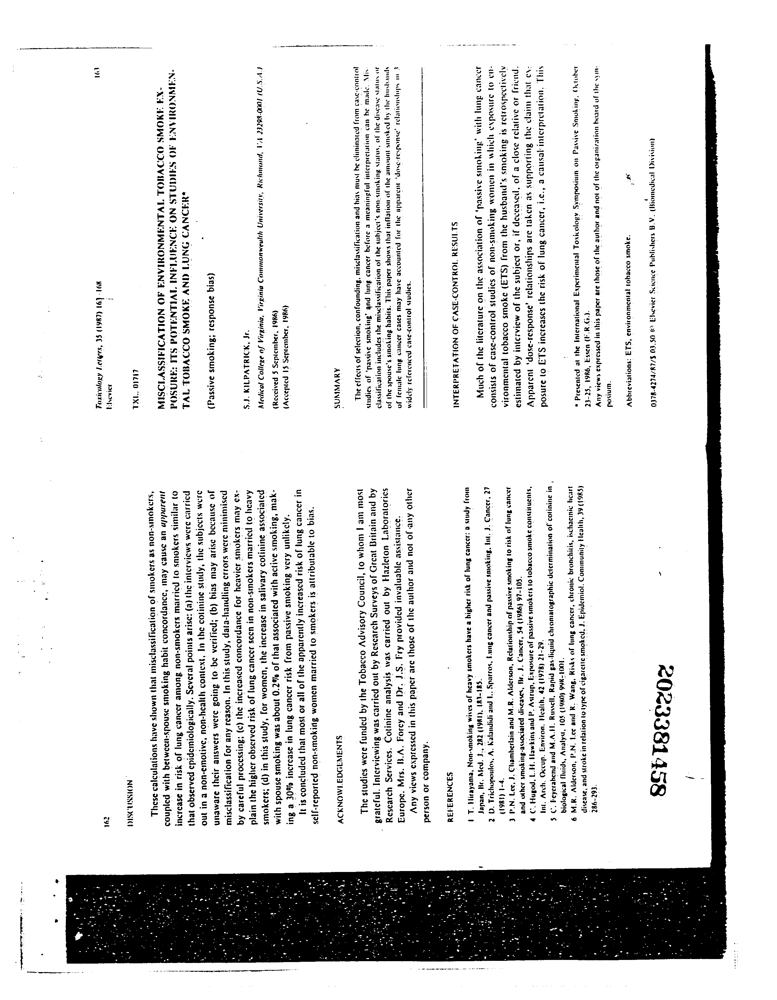 162
DISCUSSION
These calculations have shown that misclassification of smokers as non-smokers,
coupled with between-spouse smoking habit concordance, may cause an apparent
increase in risk of lung cancer among non-smokers married to smokers similar to
that observed epidemiologically. Several points arise: (a) the interviews were carried
out in a non-emotive, non-health context. In the cotinine study, the subjects were
unaware their answers were going to be verified; (b) bias may arise because of
misclassification for any reason. In this study, data-handling errors were minimised
by careful processing; (c) the increased concordance for heavier smokers may ex-
plain the higher observed risk of lung cancer seen in non-smokers married to heavy
smokers; (d) in this study, for women, the increase in salivary cotinine associated
with spouse smoking was about 0.2% of that associated with active smoking, mak-
ing a 30% increase in lung cancer risk from passive smoking very unlikely.
It is concluded that most or all of the apparently increased risk of lung cancer in
self-reported non-smoking women married to smokers is attributable to bias.
ACKNOWLEDGEMENTS
The studies were funded by the Tobacco Advisory Council, to whom I am most
grateful. Interviewing was carried out by Research Surveys of Great Britain and by
Research Services. Cotinine analysis was carried out by Hazleton Laboratories
Europe. Mrs. B.A. Forey and Dr. J.S. Fry provided invaluable assistance.
Any views expressed in this paper are those of the author and not of any other
person or company.
REFERENCES
1 T. Hirayama, Non-smoking wives of heavy smokers have a higher risk of lung cancer: a study from
Japan, Br. Med. J., 282 (1981), 183-185.
2 D. Trichopoulos, A. Kalandidi and L. Sparros, Lung cancer and passive smoking, Int. J. Cancer, 27
(1981) 1-4.
3 P.N. Lee, J. Chamberlain and M.R. Alderson, Relationship of passive smoking to risk of lung cancer
and other smoking-associated diseases, Br. J. Cancer, 54 (1986) 97-105.
4 C. Hugod, L.H. Hawkins and P. Astrup, Exposure of passive smokers to tobacco smoke constituents,
Int. Arch. Occup. Environ. Health, 42 (1978) 21-29.
5 C. Feyerabend and M.A.H. Russell, Rapid gas-liquid chromatographic determination of cotinine in
biological fluids, Analyst, 105 (1980) 998-1001.
6 M.R. Alderson, P.N. Lee and R. Wang, Risks of lung cancer, chronic bronchitis, ischaemic heart
disease, and stroke in relation to type of cigarette smoked, J. Epidemiol. Community Health, 39 (1985)
286-293.
2023381458
Toxicology Letters, 35 (1987) 163-168
Elsevier
163
TXL. 01717
MISCLASSIFICATION OF ENVIRONMENTAL TOBACCO SMOKE EX-
POSURE: ITS POTENTIAL INFLUENCE ON STUDIES OF ENVIRONMEN-
TAL TOBACCO SMOKE AND LUNG CANCER*
(Passive smoking; response bias)
S.J. KILPATRICK, Jr.
Medical College of Virginia, Virginia Commonwealth University, Richmond, VA 23298-0001 (U.S.A.)
(Received 5 September, 1986)
(Accepted 15 September, 1986)
SUMMARY
The effects of selection, confounding, misclassification and bias must be eliminated from case-control
studies of 'passive smoking' and lung cancer before a meaningful interpretation can be made. Mis-
classification includes the misclassification of the subject's non-smoking status, of the disease status or
of the spouse's smoking habits. This paper shows that inflation of the amount smoked by the husbands
of female lung cancer cases may have accounted for the apparent 'dose-response' relationships in 3
widely referenced case-control studies.
INTERPRETATION OF CASE-CONTROL RESULTS
Much of the literature on the association of 'passive smoking' with lung cancer
consists of case-control studies of non-smoking women in which exposure to en-
vironmental tobacco smoke (ETS) from the husband's smoking is retrospectively
estimated by interview of the subject or, if deceased, of a close relative or friend.
Apparent 'dose-response' relationships are taken as supporting the claim that ex-
posure to ETS increases the risk of lung cancer, i.e., a causal interpretation. This
* Presented at the International Experimental Toxicology Symposium on Passive Smoking, October
23-25, 1986, Essen (F.R.G.).
Any views expressed in this paper are those of the author and not of the organization board of the sym-
posium.
Abbreviations: ETS, environmental tobacco smoke.
0378-4274/87/$ 03.50 © Elsevier Science Publishers B.V. (Biomedical Division)